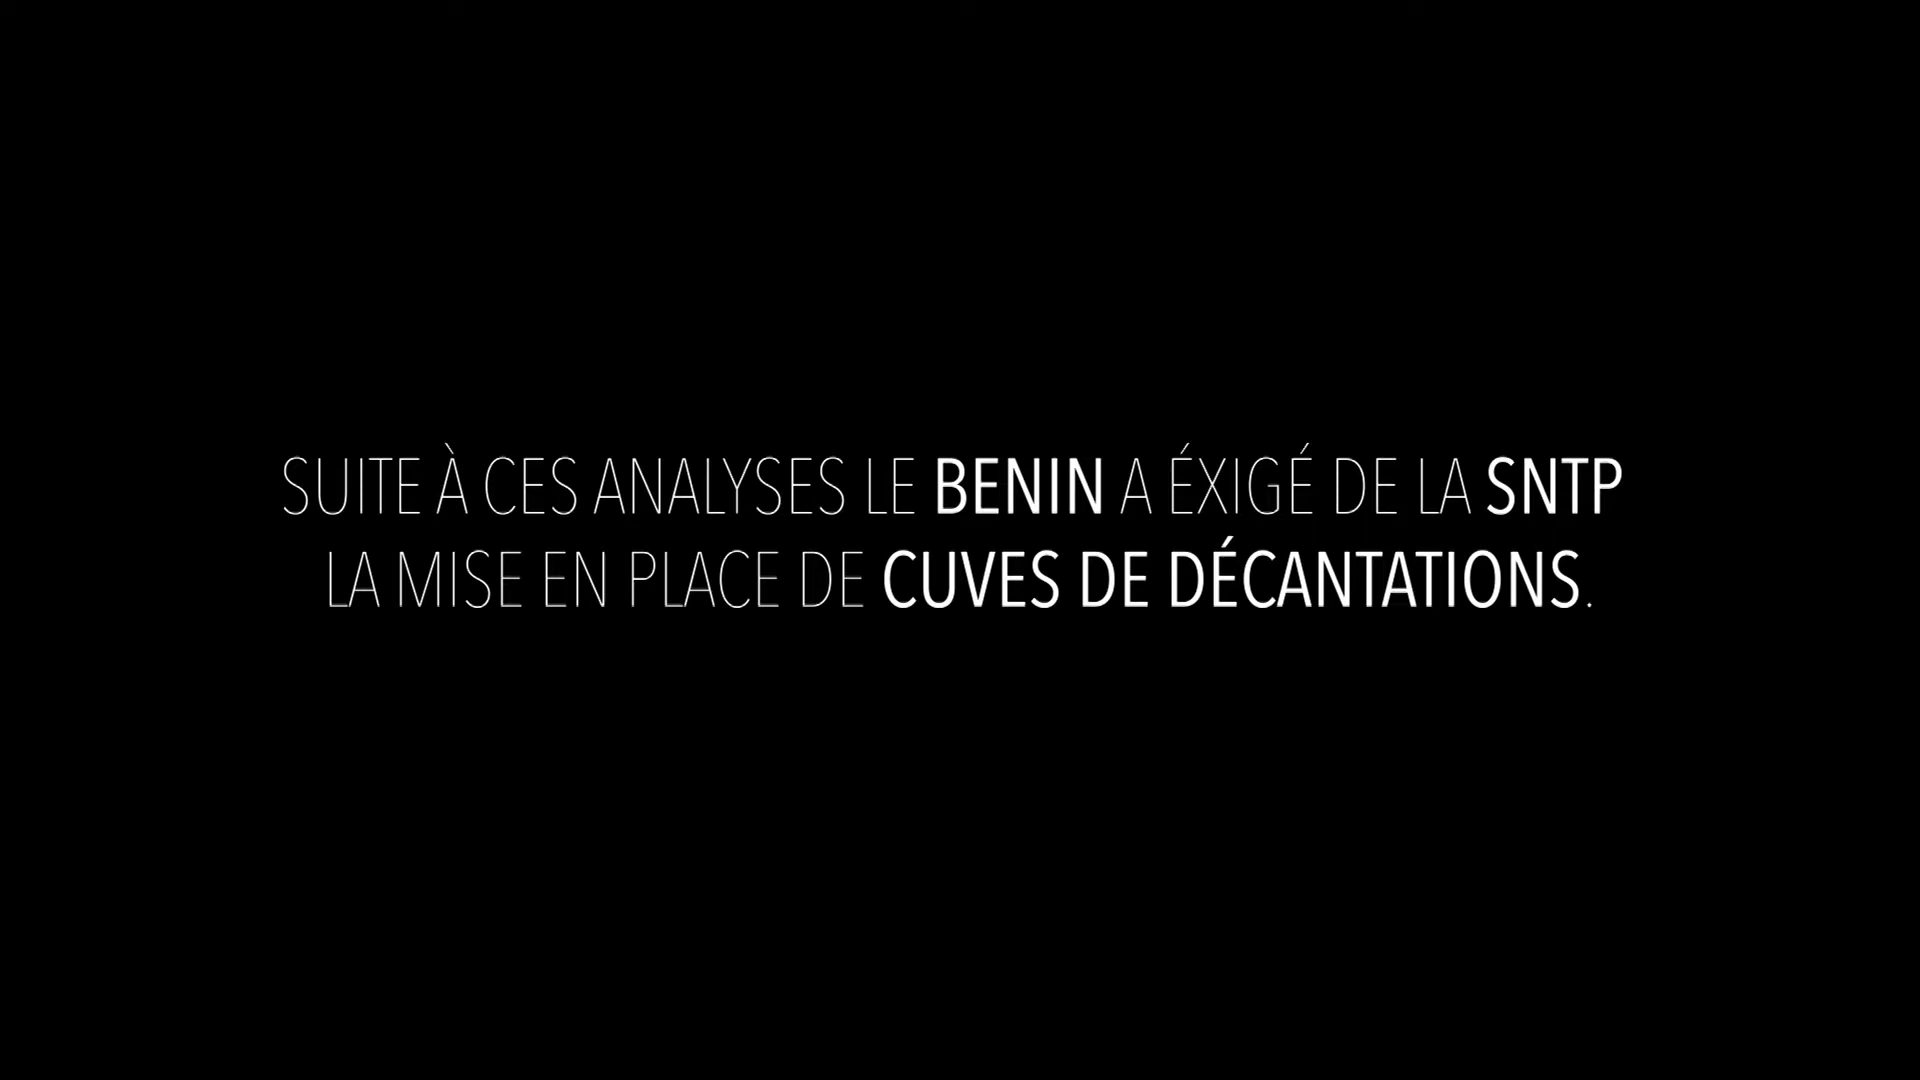 SUITE À CES ANALYSES LE BENIN A ÉXIGÉ DE LA SNTP
LA MISE EN PLACE DE CUVES DE DÉCANTATIONS.